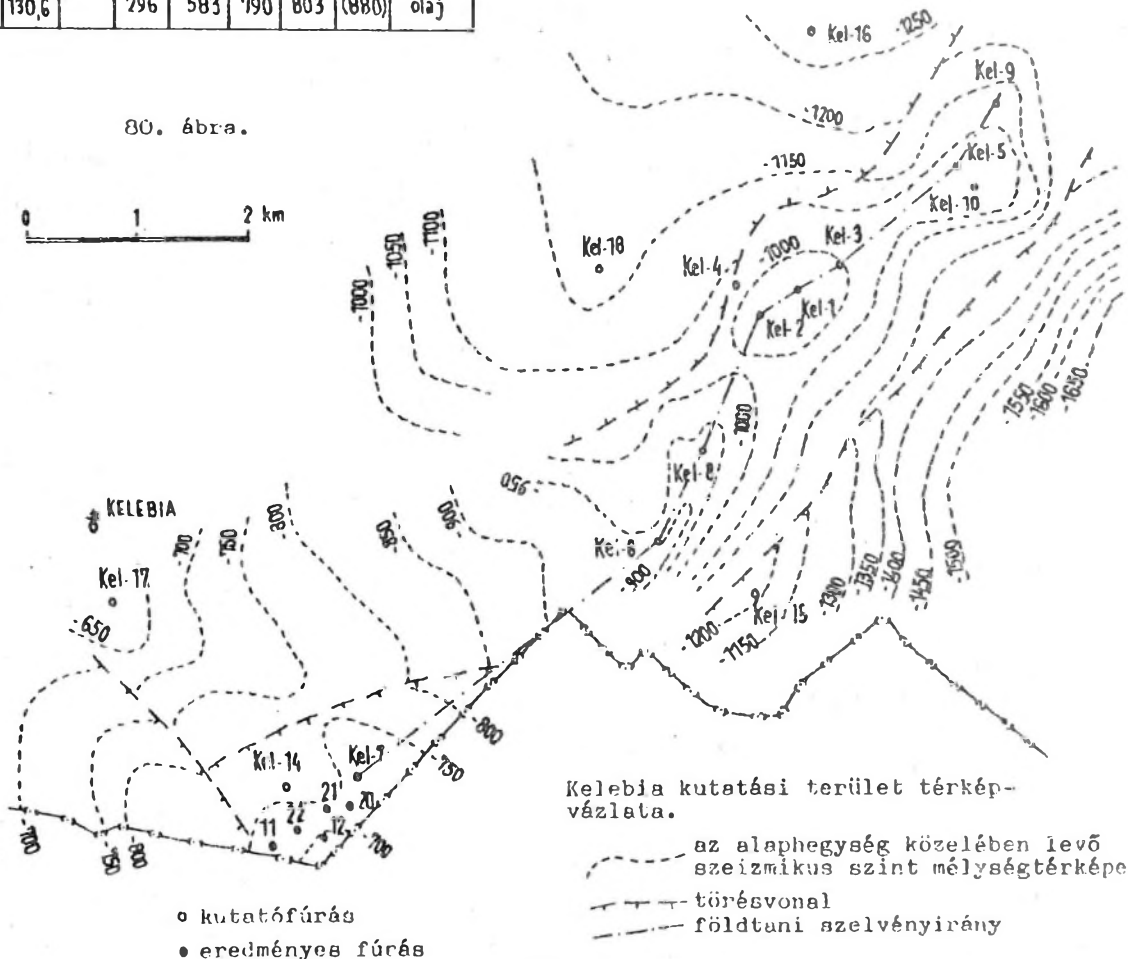 130,6 296 583 790 803 (880) olaj
80. ábra.
0 1 2 km
Kel-16
-1250
Kel-9
-1200
-1150
Kel-5
Kel-10
Kel-18
Kel-3
-1000
Kel-4
Kel-1
Kel-2
-1100
-1050
-1000
-1550
-1600
-1650
-1000
Kel-8
-950
KELEBIA
-700
-750
-800
-850
-900
Kel-17
Kel-6
-900
-650
Kel-15
-1200
-1150
-1300
-1350
-1400
-1450
-1500
-800
-750
Kel-14
Kel-7
21
20
22
12
11
-700
700
750
800
Kelebia kutatási terület térkép-
vázlata.
az alaphegység közelében levő
szeizmikus szint mélységtérképe
törésvonal
földtani szelvényirány
kutatófúrás
eredményes fúrás